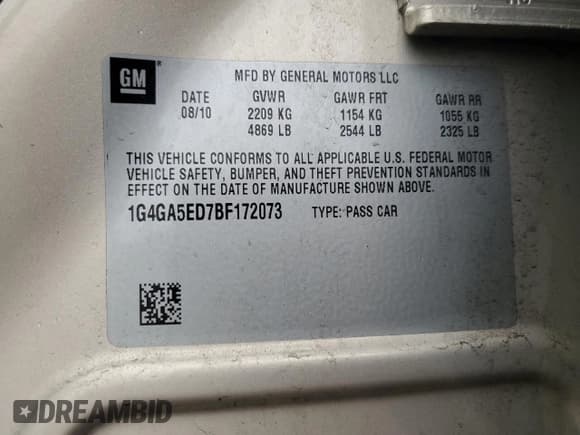 GM
MFD BY GENERAL MOTORS LLC
DATE GVWR GAWR FRT GAWR RR
08/10 2209 KG 1154 KG 1055 KG
4869 LB 2544 LB 2325 LB
THIS VEHICLE CONFORMS TO ALL APPLICABLE U.S. FEDERAL MOTOR
VEHICLE SAFETY, BUMPER, AND THEFT PREVENTION STANDARDS IN
EFFECT ON THE DATE OF MANUFACTURE SHOWN ABOVE.
1G4GA5ED7BF172073 TYPE: PASS CAR
DREAMBID